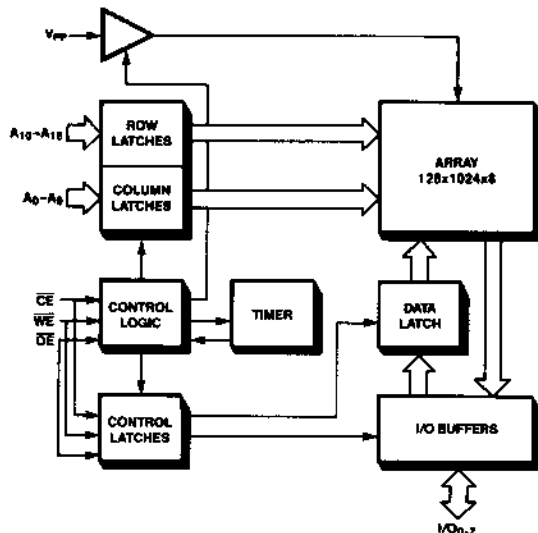 VPP
A10-A16
ROW
LATCHES
ARRAY
128x1024x8
A0-A9
COLUMN
LATCHES
CE
WE
OE
CONTROL
LOGIC
TIMER
DATA
LATCH
CONTROL
LATCHES
I/O BUFFERS
I/O0-7